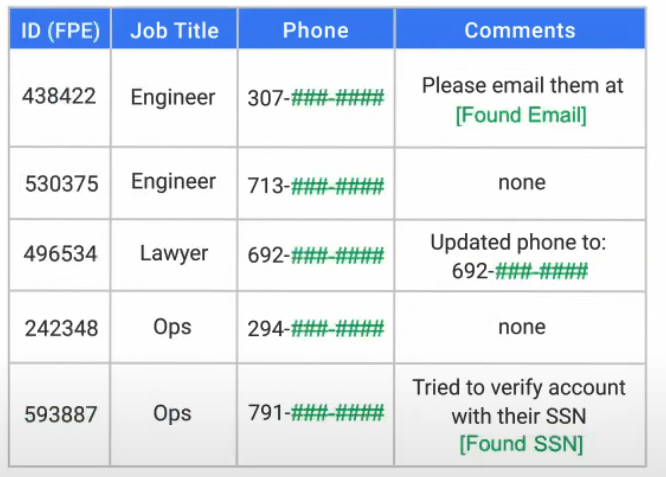 ID (FPE) Job Title Phone Comments
438422 Engineer 307-###-#### Please email them at
[Found Email]
530375 Engineer 713-###-#### none
496534 Lawyer 692-###-#### Updated phone to:
692-###-####
242348 Ops 294-###-#### none
593887 Ops 791-###-#### Tried to verify account
with their SSN
[Found SSN]